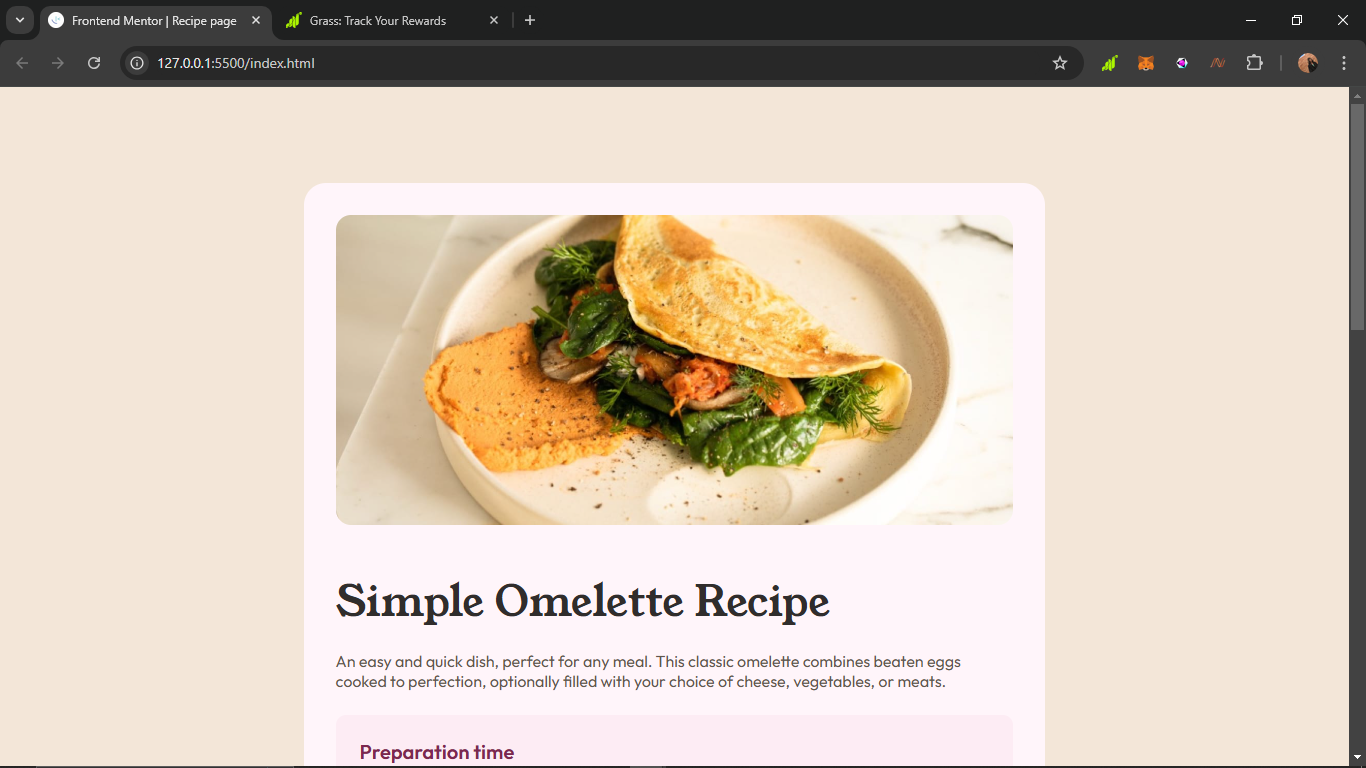 Frontend Mentor | Recipe page
Grass: Track Your Rewards
127.0.0.1:5500/index.html
Simple Omelette Recipe
An easy and quick dish, perfect for any meal. This classic omelette combines beaten eggs
cooked to perfection, optionally filled with your choice of cheese, vegetables, or meats.
Preparation time